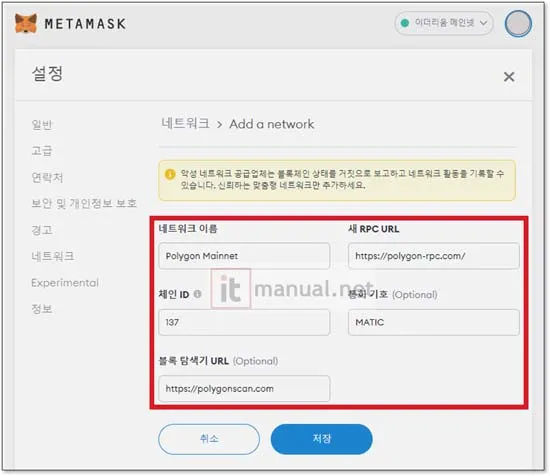 METAMASK
이더리움 메인넷
설정
일반
고급
연락처
보안 및 개인정보 보호
경고
네트워크
Experimental
정보
네트워크 > Add a network
악성 네트워크 공급업체는 블록체인 상태를 거짓으로 보고하고 네트워크 활동을 기록할 수
있습니다. 신뢰하는 맞춤형 네트워크만 추가하세요.
네트워크 이름
새 RPC URL
Polygon Mainnet
https://polygon-rpc.com/
it manual.net
체인 ID
통화 기호 (Optional)
137
MATIC
블록 탐색기 URL (Optional)
https://polygonscan.com
취소
저장